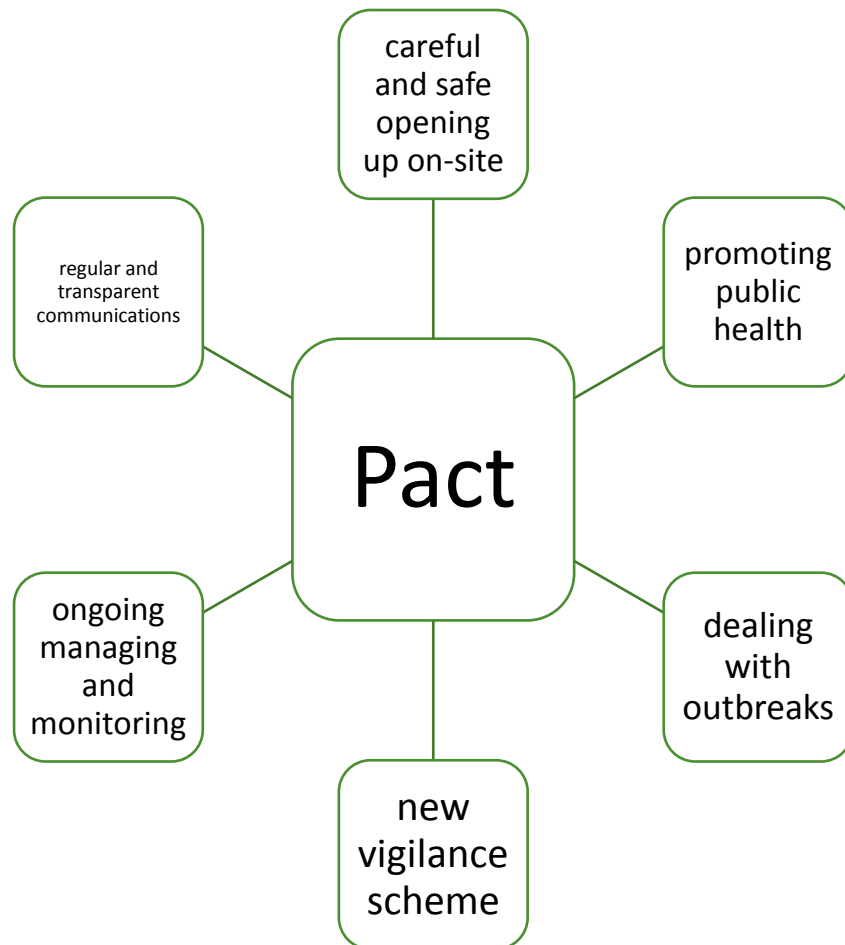 careful
and safe
opening
up on-site
regular and
transparent
communications
promoting
public
health
Pact
ongoing
managing
and
monitoring
dealing
with
outbreaks
new
vigilance
scheme